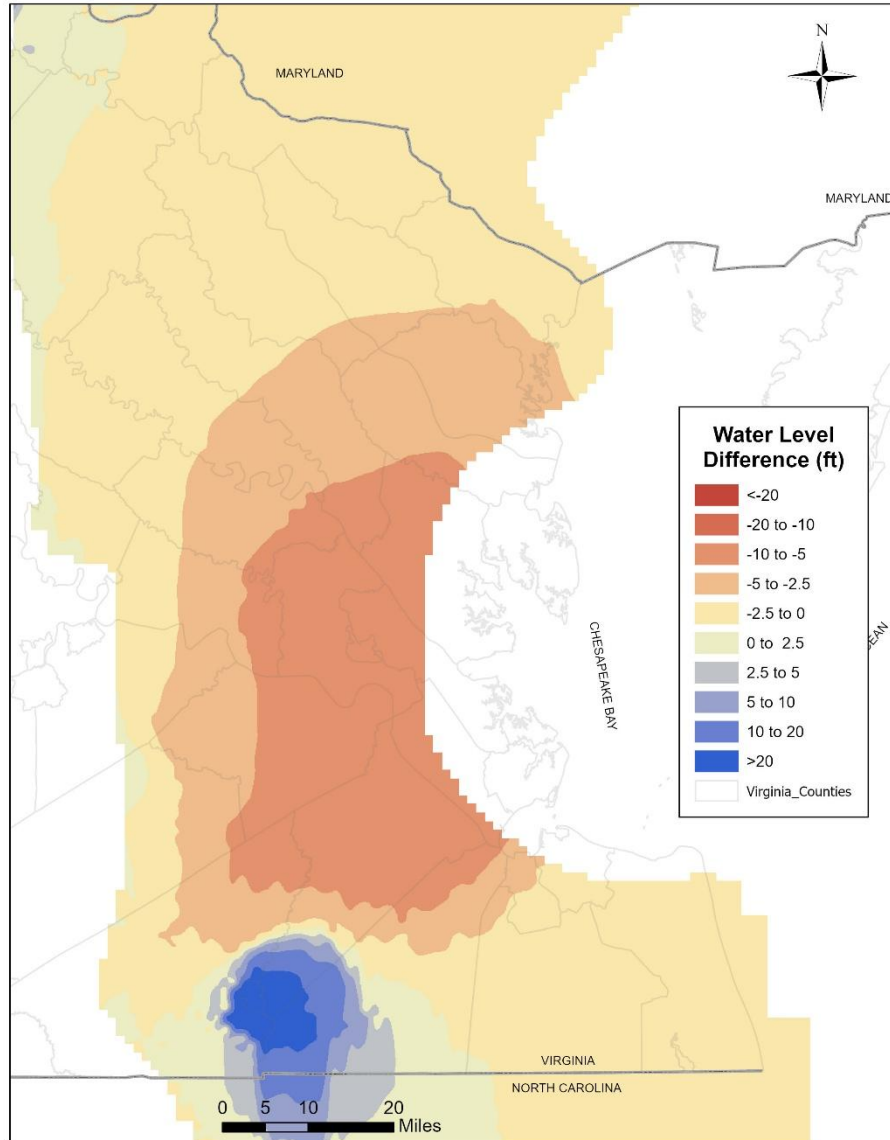 N
MARYLAND
MARYLAND
Water Level
Difference (ft)
<-20
-20 to -10
-10 to -5
-5 to -2.5
-2.5 to 0
0 to 2.5
2.5 to 5
5 to 10
10 to 20
>20
Virginia_Counties
CHESAPEAKE BAY
EAN
VIRGINIA
NORTH CAROLINA
0 5 10 20
Miles